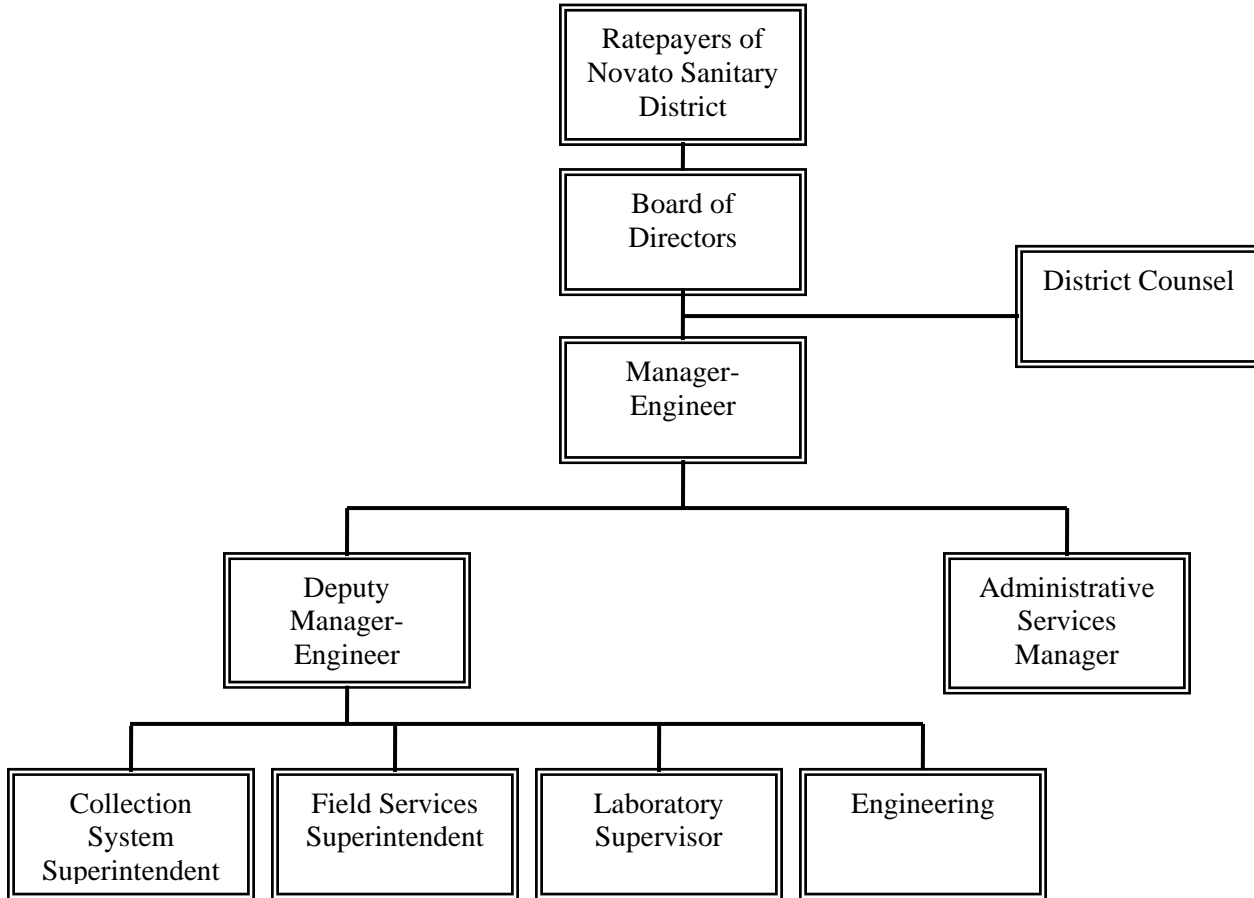 Ratepayers of
Novato Sanitary
District
Board of
Directors
District Counsel
Manager-
Engineer
Deputy
Manager-
Engineer
Administrative
Services
Manager
Collection
System
Superintendent
Field Services
Superintendent
Laboratory
Supervisor
Engineering